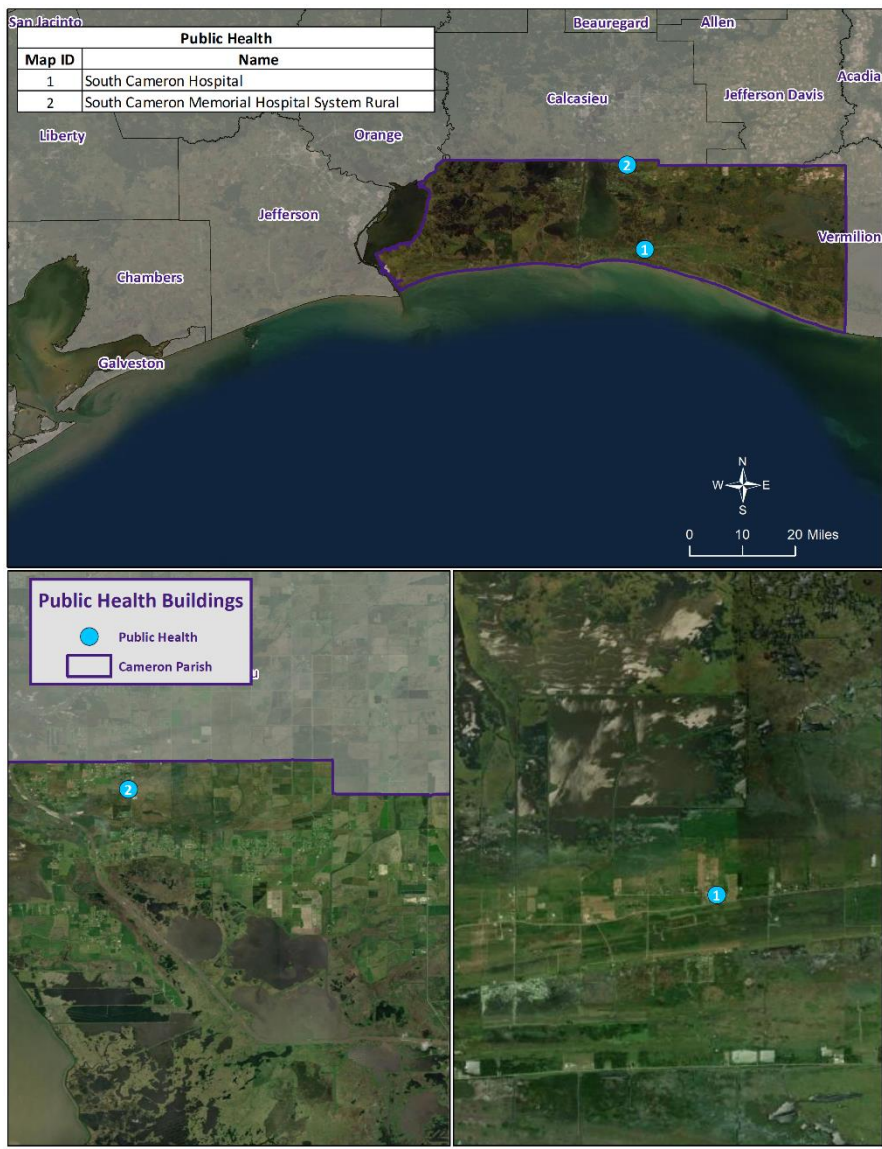 San Jacinto
Public Health
Map ID Name
1 South Cameron Hospital
2 South Cameron Memorial Hospital System Rural
Beauregard
Allen
Acadia
Calcasieu
Jefferson Davis
Liberty
Orange
2
Jefferson
1
Vermilion
Chambers
Galveston
N
W E
S
0 10 20 Miles
Public Health Buildings
Public Health
Cameron Parish
u
2
1